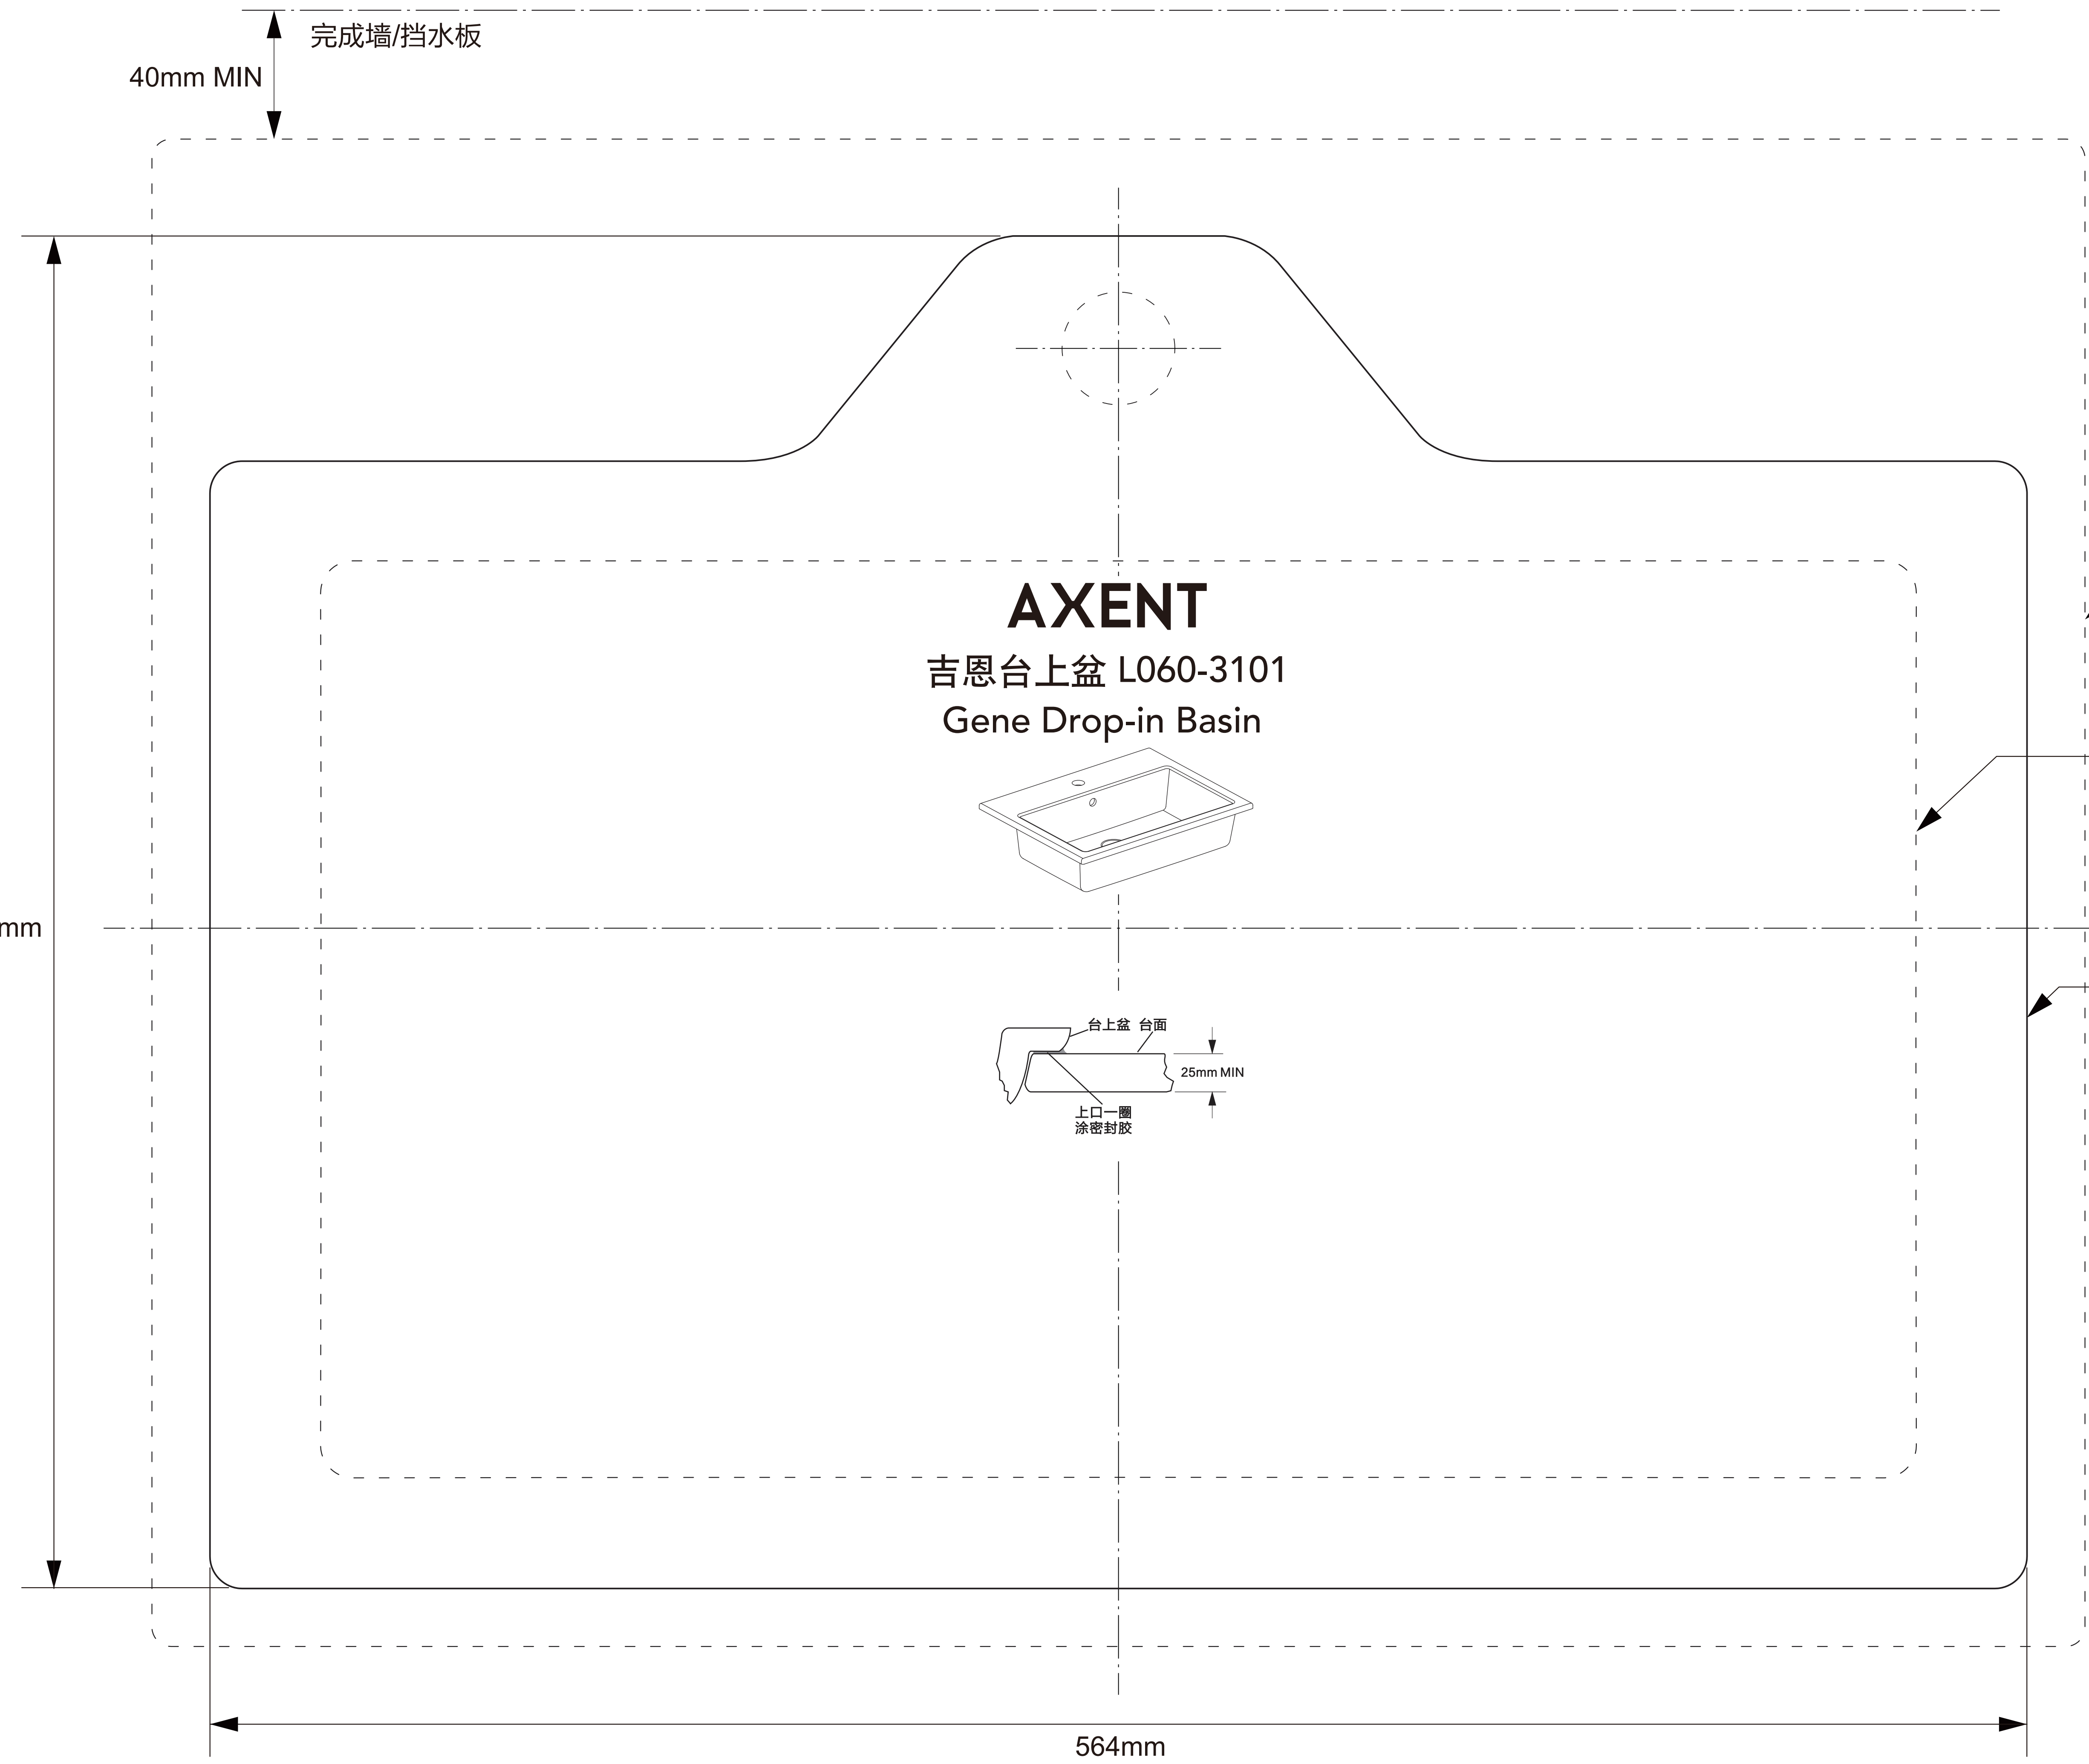 完成墙/挡水板
40mm MIN
AXENT
吉恩台上盆 L060-3101
Gene Drop-in Basin
mm
台上盆 台面
25mm MIN
上口一圈
涂密封胶
564mm